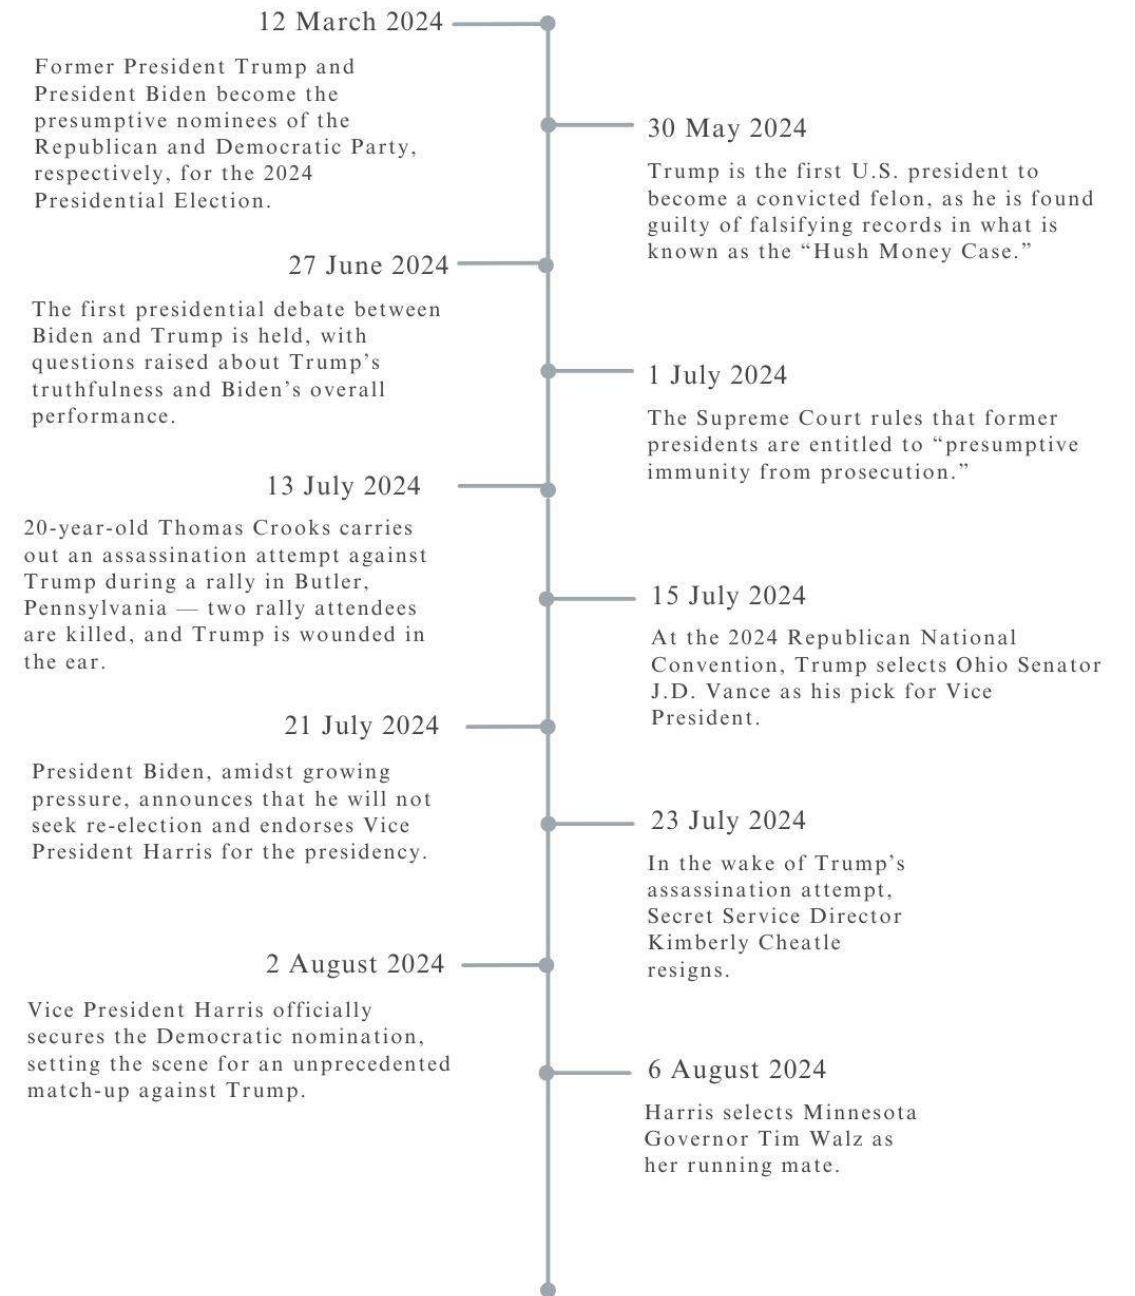 12 March 2024
Former President Trump and
President Biden become the
presumptive nominees of the
Republican and Democratic Party,
respectively, for the 2024
Presidential Election.
30 May 2024
Trump is the first U.S. president to
become a convicted felon, as he is found
guilty of falsifying records in what is
known as the “Hush Money Case.”
27 June 2024
The first presidential debate between
Biden and Trump is held, with
questions raised about Trump’s
truthfulness and Biden’s overall
performance.
1 July 2024
The Supreme Court rules that former
presidents are entitled to “presumptive
immunity from prosecution.”
13 July 2024
20-year-old Thomas Crooks carries
out an assassination attempt against
Trump during a rally in Butler,
Pennsylvania — two rally attendees
are killed, and Trump is wounded in
the ear.
15 July 2024
At the 2024 Republican National
Convention, Trump selects Ohio Senator
J.D. Vance as his pick for Vice
President.
21 July 2024
President Biden, amidst growing
pressure, announces that he will not
seek re-election and endorses Vice
President Harris for the presidency.
23 July 2024
In the wake of Trump’s
assassination attempt,
Secret Service Director
Kimberly Cheatle
resigns.
2 August 2024
Vice President Harris officially
secures the Democratic nomination,
setting the scene for an unprecedented
match-up against Trump.
6 August 2024
Harris selects Minnesota
Governor Tim Walz as
her running mate.